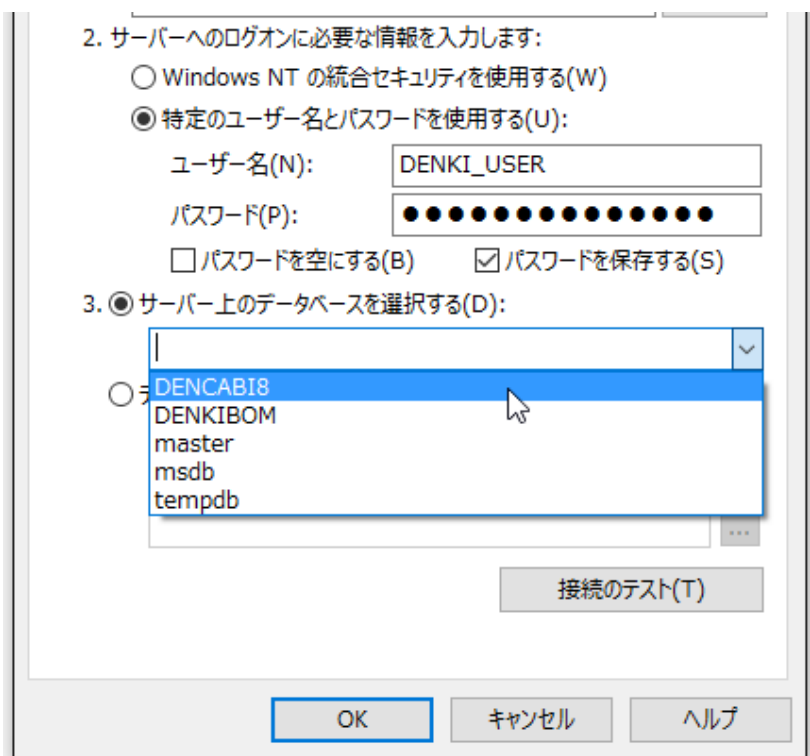 2. サーバーへのログオンに必要な情報を入力します:
Windows NT の統合セキュリティを使用する(W)
特定のユーザー名とパスワードを使用する(U):
ユーザー名(N): DENKI_USER
パスワード(P): ●●●●●●●●●●●●●●
パスワードを空にする(B) パスワードを保存する(S)
3. サーバー上のデータベースを選択する(D):
DENCABI8
DENKIBOM
master
msdb
tempdb
...
接続のテスト(T)
OK キャンセル ヘルプ